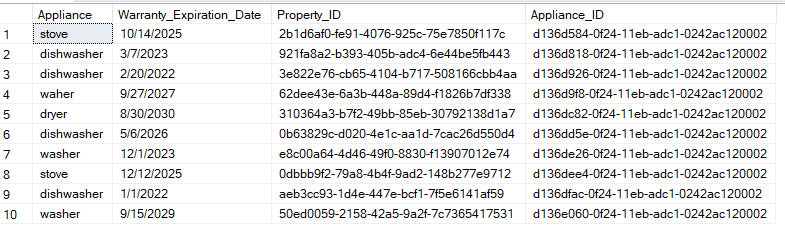 Appliance Warranty_Expiration_Date Property_ID Appliance_ID
1 stove 10/14/2025 2b1d6af0-fe91-4076-925c-75e7850f117c d136d584-0f24-11eb-adc1-0242ac120002
2 dishwasher 3/7/2023 921fa8a2-b393-405b-adc4-6e44be5fb443 d136d818-0f24-11eb-adc1-0242ac120002
3 dishwasher 2/20/2022 3e822e76-cb65-4104-b717-508166cbb4aa d136d926-0f24-11eb-adc1-0242ac120002
4 waher 9/27/2027 62dee43e-6a3b-448a-89d4-f1826b7df338 d136d9f8-0f24-11eb-adc1-0242ac120002
5 dryer 8/30/2030 310364a3-b7f2-49bb-85eb-30792138d1a7 d136dc82-0f24-11eb-adc1-0242ac120002
6 dishwasher 5/6/2026 0b63829c-d020-4e1c-aa1d-7cac26d550d4 d136dd5e-0f24-11eb-adc1-0242ac120002
7 washer 12/1/2023 e8c00a64-4d46-49f0-8830-f13907012e74 d136de26-0f24-11eb-adc1-0242ac120002
8 stove 12/12/2025 0dbbb9f2-79a8-4b4f-9ad2-148b277e9712 d136dee4-0f24-11eb-adc1-0242ac120002
9 dishwasher 1/1/2022 aeb3cc93-1d4e-447e-bcf1-7f5e6141af59 d136dfac-0f24-11eb-adc1-0242ac120002
10 washer 9/15/2029 50ed0059-2158-42a5-9a2f-7c7365417531 d136e060-0f24-11eb-adc1-0242ac120002